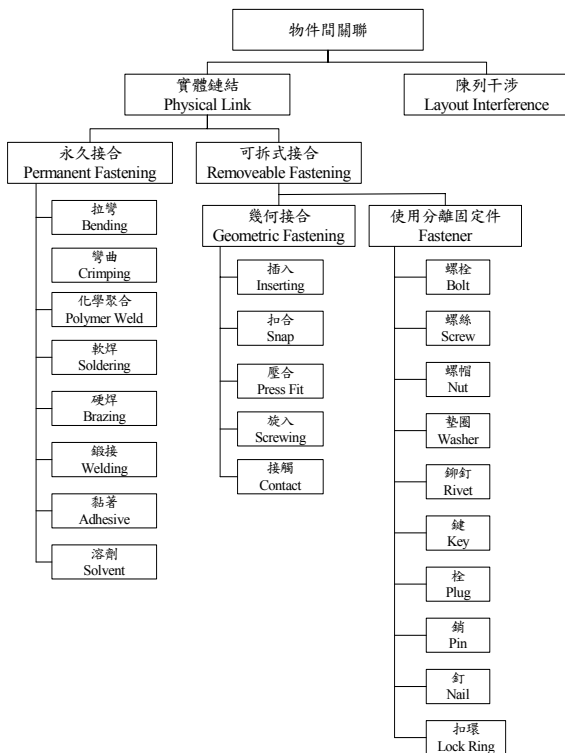 物件間關聯
實體鏈結
Physical Link
陳列干涉
Layout Interference
永久接合
Permanent Fastening
可拆式接合
Removeable Fastening
拉彎
Bending
彎曲
Crimping
化學聚合
Polymer Weld
軟焊
Soldering
硬焊
Brazing
鍛接
Welding
黏著
Adhesive
溶劑
Solvent
幾何接合
Geometric Fastening
插入
Inserting
扣合
Snap
壓合
Press Fit
旋入
Screwing
接觸
Contact
使用分離固定件
Fastener
螺栓
Bolt
螺絲
Screw
螺帽
Nut
墊圈
Washer
鉚釘
Rivet
鍵
Key
栓
Plug
銷
Pin
釘
Nail
扣環
Lock Ring